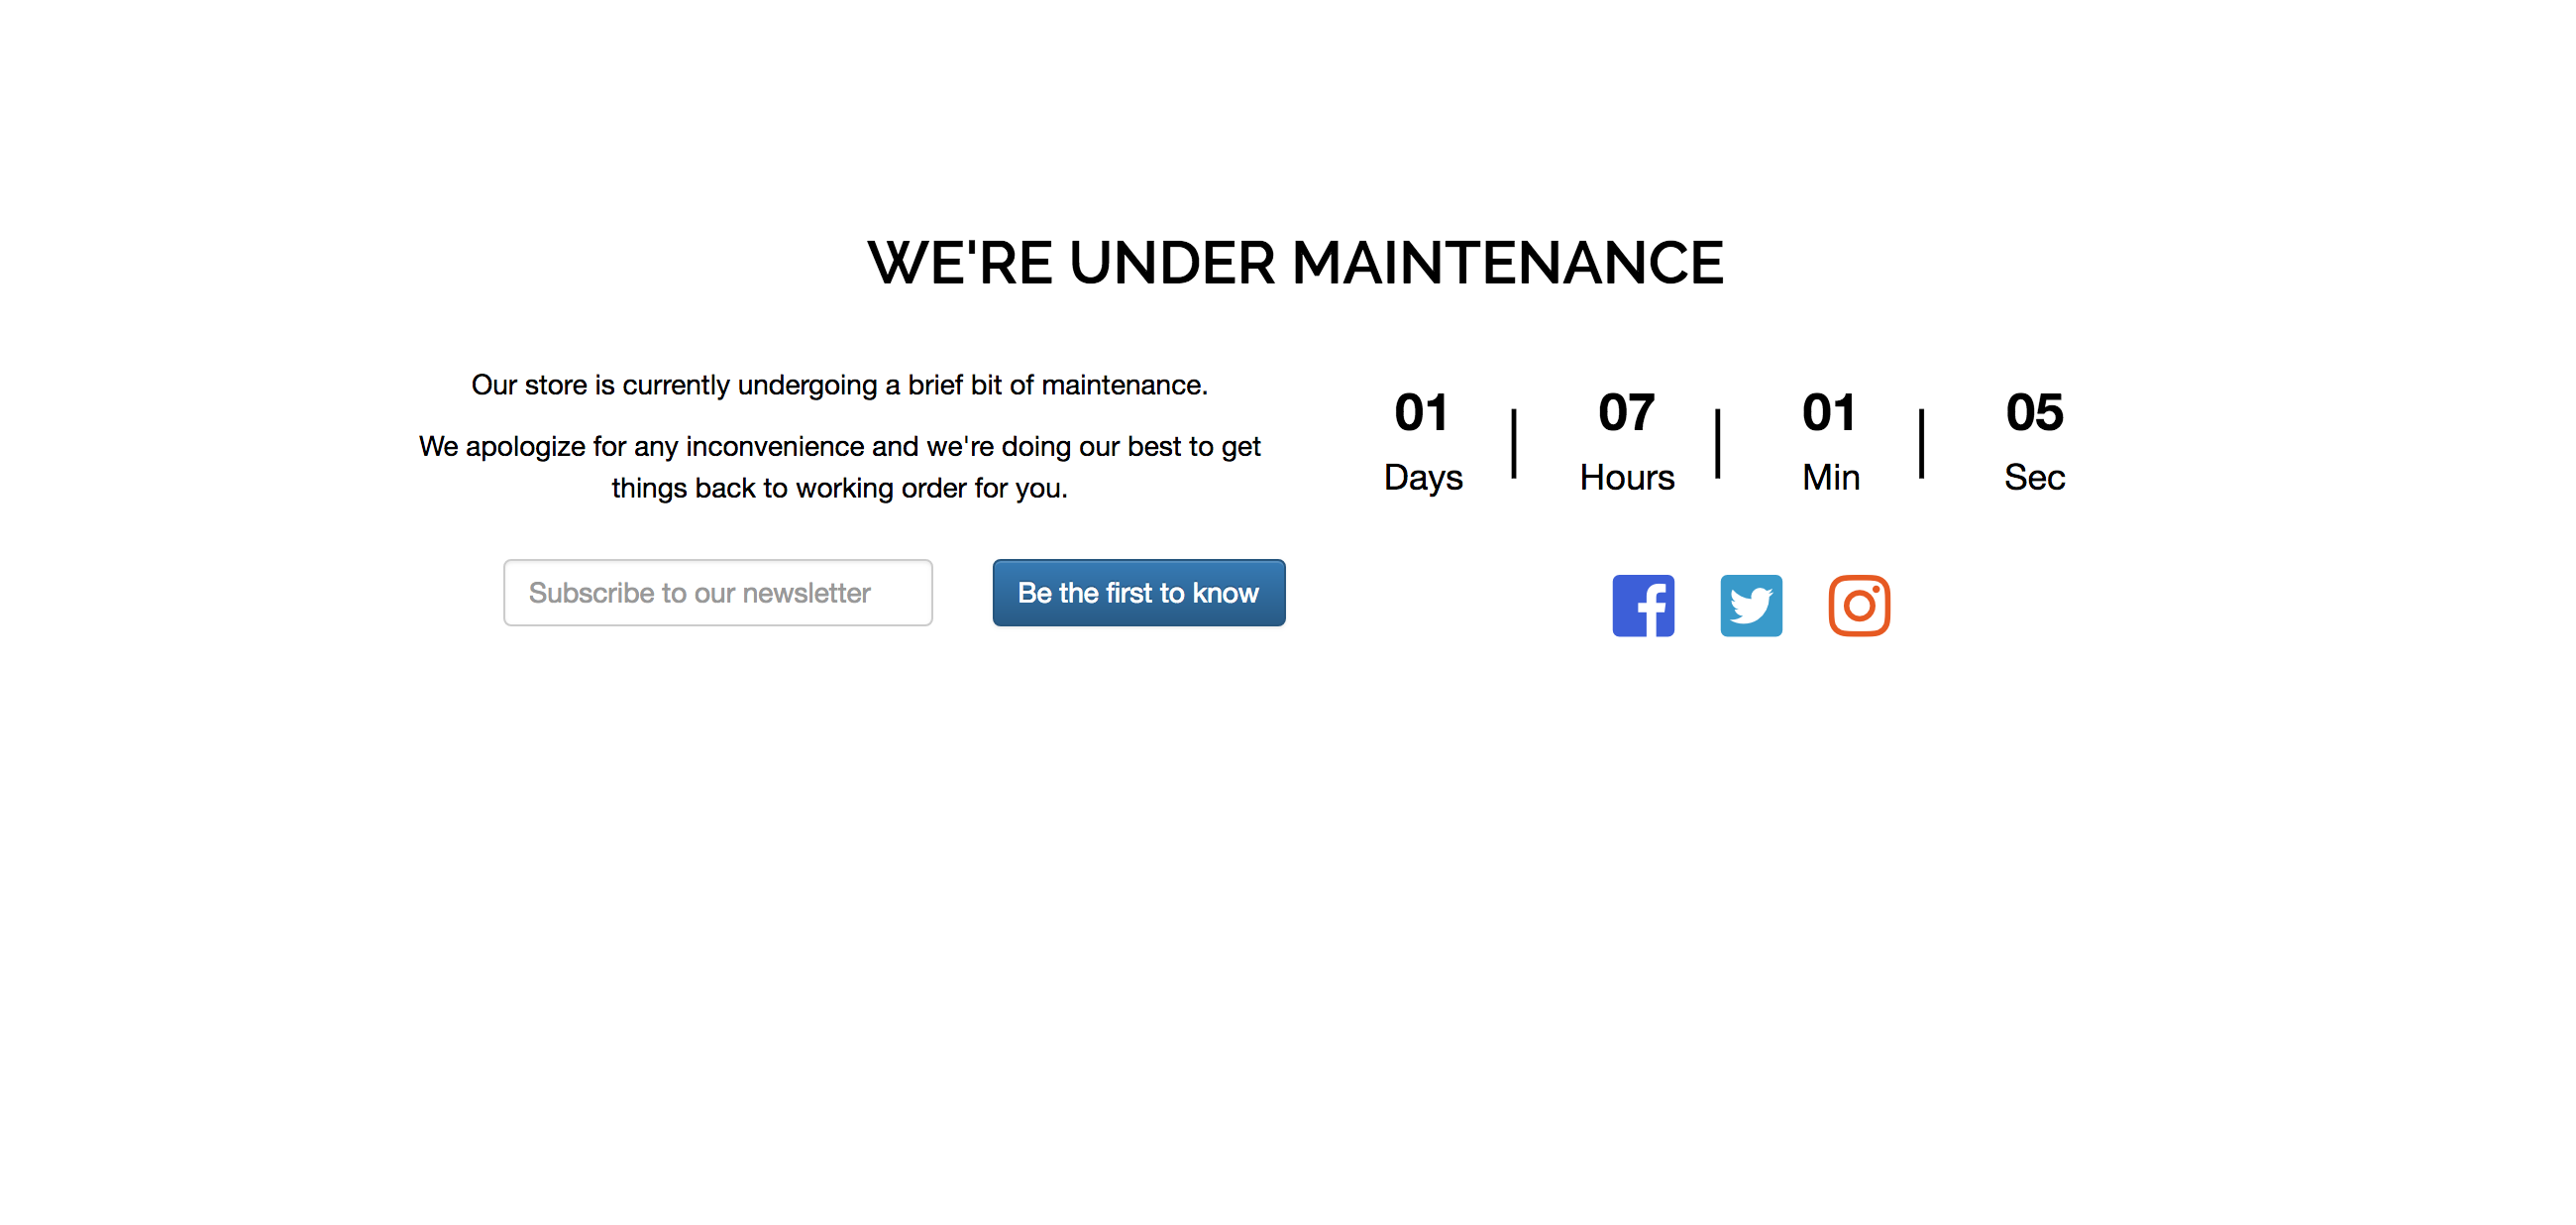 WE'RE UNDER MAINTENANCE
Our store is currently undergoing a brief bit of maintenance.
We apologize for any inconvenience and we're doing our best to get
things back to working order for you.
Subscribe to our newsletter
Be the first to know
01 07 01 05
Days Hours Min Sec